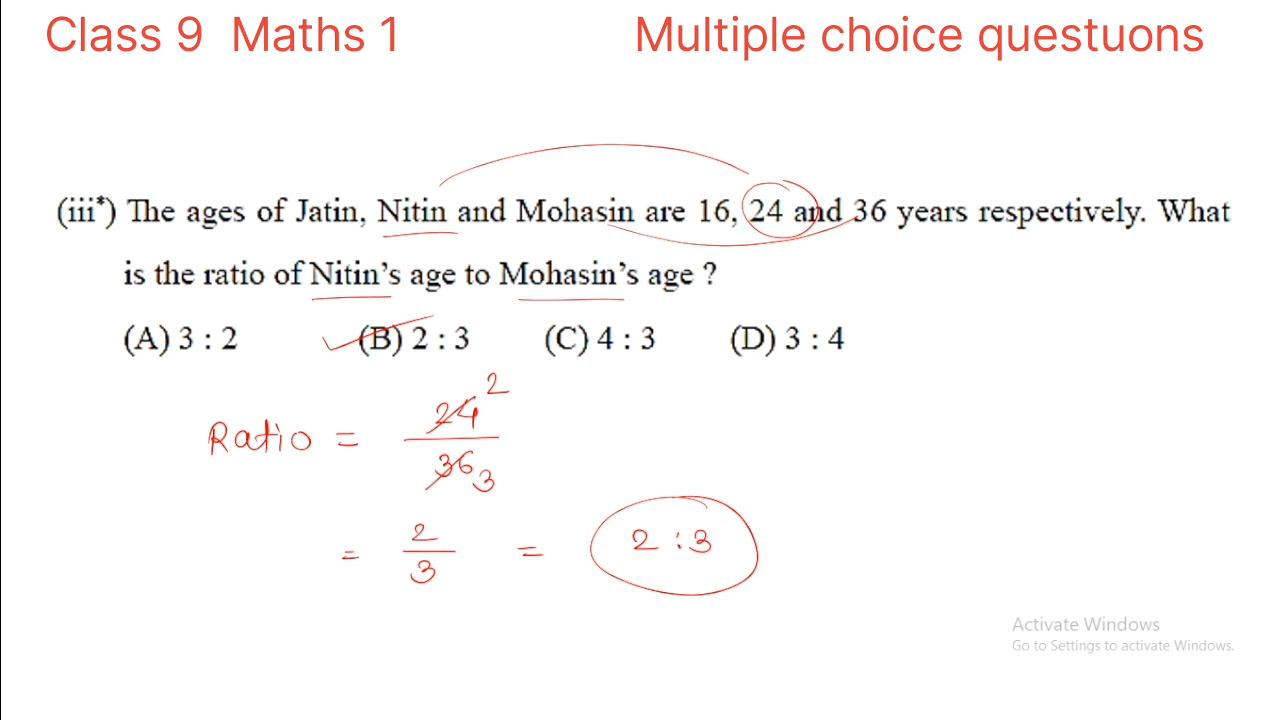 Class 9 Maths 1 Multiple choice questuons
(iii*) The ages of Jatin, Nitin and Mohasin are 16, 24 and 36 years respectively. What
is the ratio of Nitin’s age to Mohasin’s age ?
(A) 3 : 2 (B) 2 : 3 (C) 4 : 3 (D) 3 : 4
2
Ratio = 24
36 3
= 2/3 = 2 : 3
Activate Windows
Go to Settings to activate Windows.